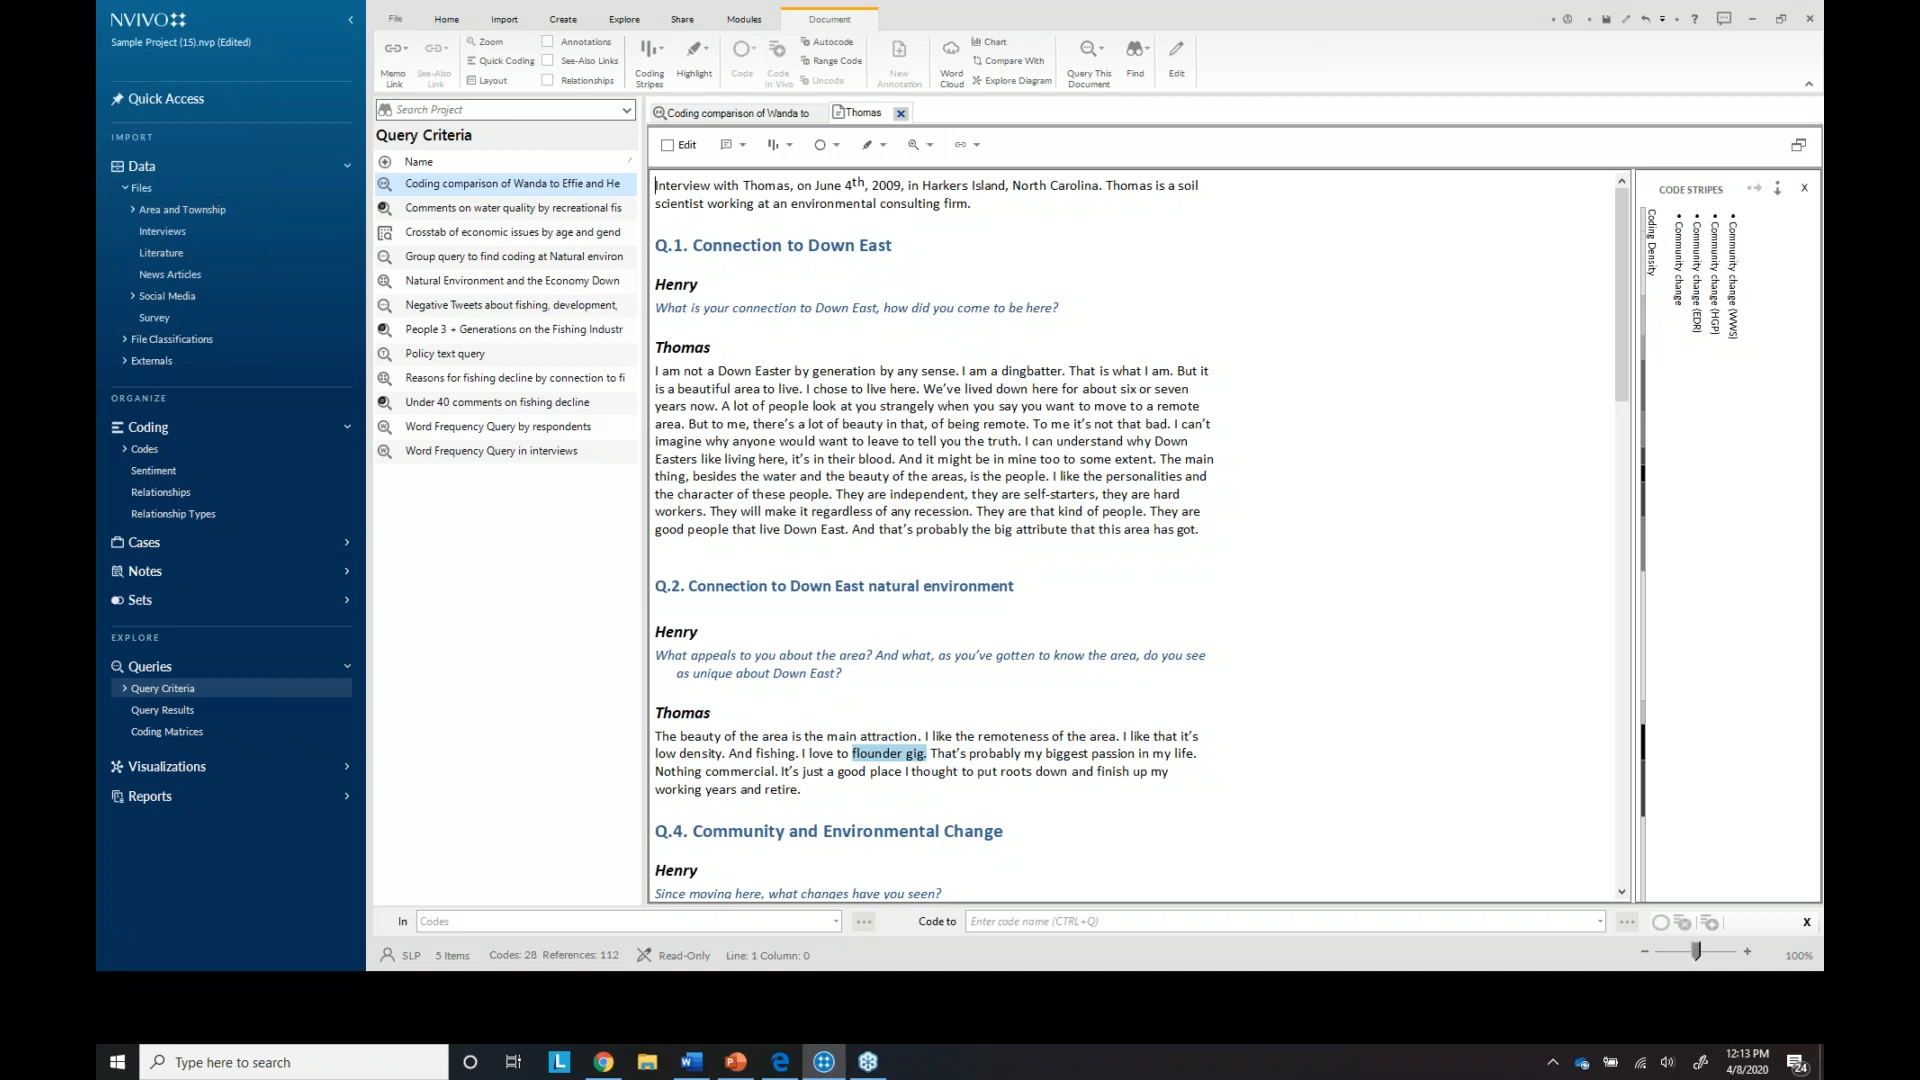 NVIVO
Sample Project (15).nvp (Edited)
Quick Access
IMPORT
Data
Files
Area and Township
Interviews
Literature
News Articles
Social Media
Survey
File Classifications
Externals
ORGANIZE
Coding
Codes
Sentiment
Relationships
Relationship Types
Cases
Notes
Sets
EXPLORE
Queries
Query Criteria
Query Results
Coding Matrices
Visualizations
Reports
File Home Import Create Explore Share Modules Document
Memo Link
See-Also Link
Zoom
Quick Coding
Layout
Annotations
See-Also Links
Relationships
Coding Stripes
Highlight
Code
Code In Vivo
Autocode
Range Code
Uncode
New Annotation
Word Cloud
Chart
Compare With
Explore Diagram
Query This Document
Find
Edit
Search Project
Query Criteria
Name
Coding comparison of Wanda to Effie and He
Comments on water quality by recreational fis
Crosstab of economic issues by age and gend
Group query to find coding at Natural environ
Natural Environment and the Economy Down
Negative Tweets about fishing, development,
People 3 + Generations on the Fishing Industr
Policy text query
Reasons for fishing decline by connection to fi
Under 40 comments on fishing decline
Word Frequency Query by respondents
Word Frequency Query in interviews
Coding comparison of Wanda to
Thomas
Edit
Interview with Thomas, on June 4th, 2009, in Harkers Island, North Carolina. Thomas is a soil
scientist working at an environmental consulting firm.
Q.1. Connection to Down East
Henry
What is your connection to Down East, how did you come to be here?
Thomas
I am not a Down Easter by generation by any sense. I am a dingbatter. That is what I am. But it
is a beautiful area to live. I chose to live here. We've lived down here for about six or seven
years now. A lot of people look at you strangely when you say you want to move to a remote
area. But to me, there's a lot of beauty in that, of being remote. To me it's not that bad. I can't
imagine why anyone would want to leave to tell you the truth. I can understand why Down
Easters like living here, it's in their blood. And it might be in mine too to some extent. The main
thing, besides the water and the beauty of the areas, is the people. I like the personalities and
the character of these people. They are independent, they are self-starters, they are hard
workers. They will make it regardless of any recession. They are that kind of people. They are
good people that live Down East. And that's probably the big attribute that this area has got.
Q.2. Connection to Down East natural environment
Henry
What appeals to you about the area? And what, as you've gotten to know the area, do you see
as unique about Down East?
Thomas
The beauty of the area is the main attraction. I like the remoteness of the area. I like that it's
low density. And fishing. I love to flounder gig. That's probably my biggest passion in my life.
Nothing commercial. It's just a good place I thought to put roots down and finish up my
working years and retire.
Q.4. Community and Environmental Change
Henry
Since moving here, what changes have you seen?
CODE STRIPES
X
Coding Density
Community change
Community change (EDR)
Community change (HGP)
Community change (WWS)
In Codes
Code to Enter code name (CTRL+Q)
X
SLP 5 Items Codes: 28 References: 112 Read-Only Line: 1 Column: 0
100%
Type here to search
12:13 PM
4/8/2020
24